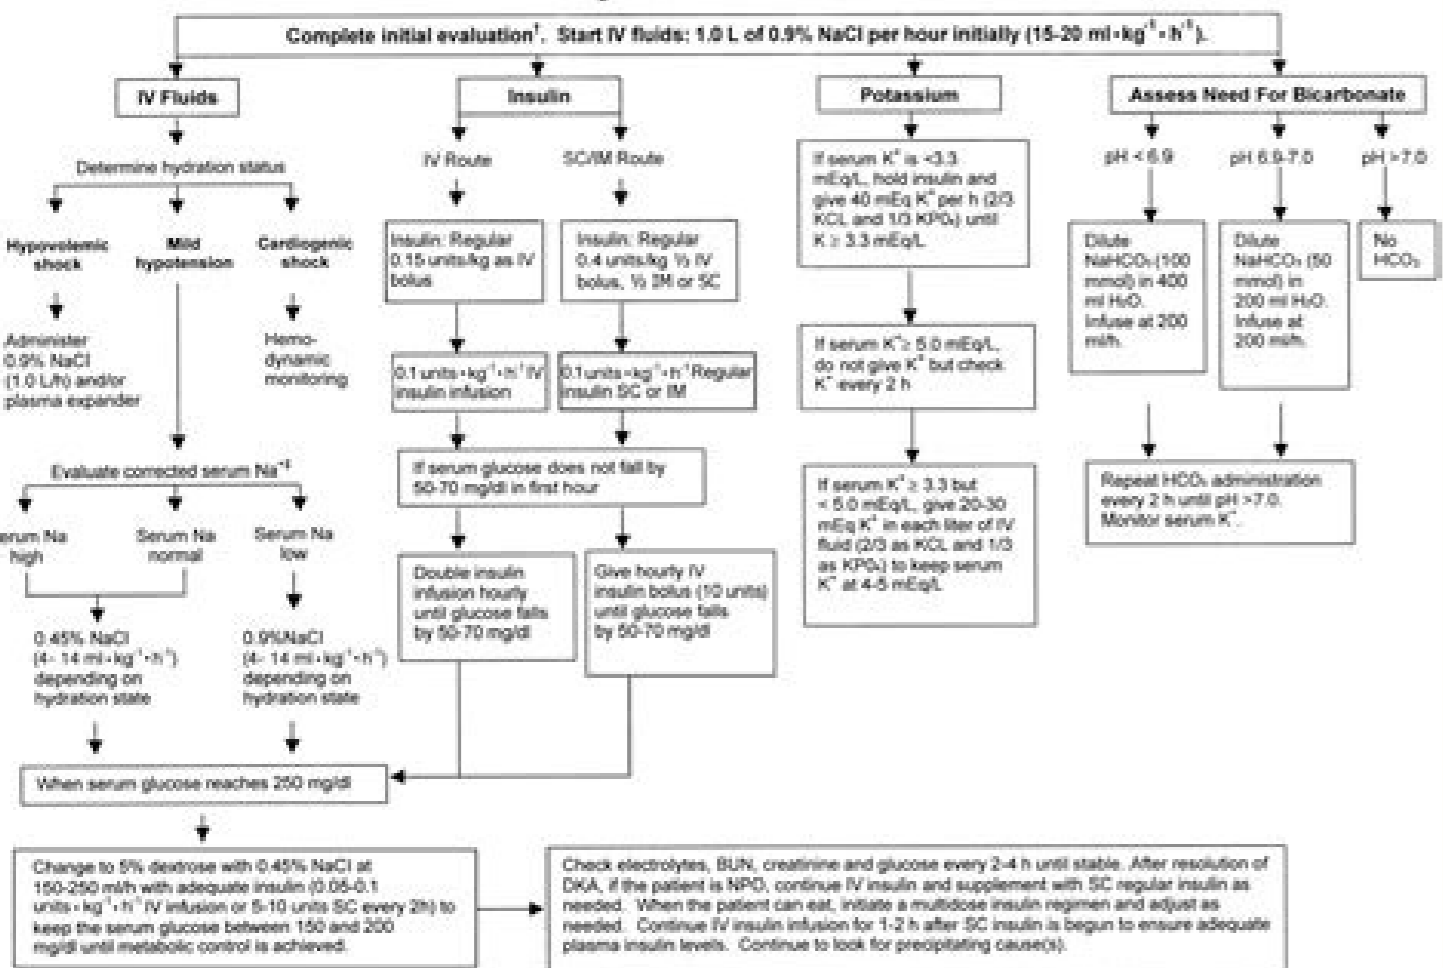 Complete initial evaluation†. Start IV fluids: 1.0 L of 0.9% NaCl per hour initially (15-20 ml•kg⁻¹•h⁻¹).
IV Fluids
Determine hydration status
Hypovolemic
shock
Mild
hypotension
Cardiogenic
shock
Administer
0.9% NaCl
(1.0 L/h) and/or
plasma expander
Hemo-
dynamic
monitoring
Evaluate corrected serum Na⁺‡
Serum Na
high
Serum Na
normal
Serum Na
low
0.45% NaCl
(4- 14 ml•kg⁻¹•h⁻¹)
depending on
hydration state
0.9%NaCl
(4- 14 ml•kg⁻¹•h⁻¹)
depending on
hydration state
When serum glucose reaches 250 mg/dl
Insulin
IV Route
SC/IM Route
Insulin: Regular
0.15 units/kg as IV
bolus
Insulin: Regular
0.4 units/kg ½ IV
bolus, ½ IM or SC
0.1 units•kg⁻¹•h⁻¹ IV
insulin infusion
0.1 units•kg⁻¹•h⁻¹ Regular
insulin SC or IM
If serum glucose does not fall by
50-70 mg/dl in first hour
Double insulin
infusion hourly
until glucose falls
by 50-70 mg/dl
Give hourly IV
insulin bolus (10 units)
until glucose falls
by 50-70 mg/dl
Potassium
If serum K⁺ is <3.3
mEq/L, hold insulin and
give 40 mEq K⁺ per h (2/3
KCL and 1/3 KPO₄) until
K ≥ 3.3 mEq/L
If serum K⁺ ≥ 5.0 mEq/L,
do not give K⁺ but check
K⁺ every 2 h
If serum K⁺ ≥ 3.3 but
< 5.0 mEq/L, give 20-30
mEq K⁺ in each liter of IV
fluid (2/3 as KCL and 1/3
as KPO₄) to keep serum
K⁺ at 4-5 mEq/L
Assess Need For Bicarbonate
pH < 6.9
pH 6.9-7.0
pH >7.0
Dilute
NaHCO₃ (100
mmol) in 400
ml H₂O.
Infuse at 200
ml/h.
Dilute
NaHCO₃ (50
mmol) in
200 ml H₂O.
Infuse at
200 ml/h.
No
HCO₃
Repeat HCO₃ administration
every 2 h until pH >7.0.
Monitor serum K⁺.
Change to 5% dextrose with 0.45% NaCl at
150-250 ml/h with adequate insulin (0.05-0.1
units•kg⁻¹•h⁻¹ IV infusion or 5-10 units SC every 2h) to
keep the serum glucose between 150 and 200
mg/dl until metabolic control is achieved.
Check electrolytes, BUN, creatinine and glucose every 2-4 h until stable. After resolution of
DKA, if the patient is NPO, continue IV insulin and supplement with SC regular insulin as
needed. When the patient can eat, initiate a multidose insulin regimen and adjust as
needed. Continue IV insulin infusion for 1-2 h after SC insulin is begun to ensure adequate
plasma insulin levels. Continue to look for precipitating cause(s).